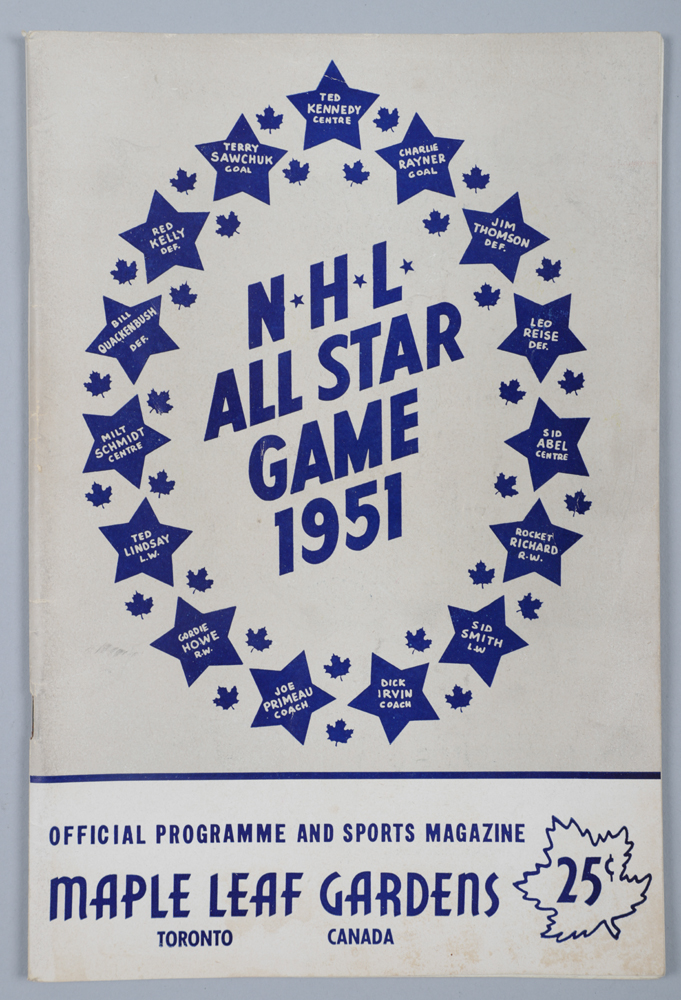 TED
KENNEDY
CENTRE
TERRY
SAWCHUK
GOAL
CHARLIE
RAYNER
GOAL
RED
KELLY
DEF.
JIM
THOMSON
DEF.
BILL
QUACKENBUSH
DEF.
LEO
REISE
DEF.
MILT
SCHMIDT
CENTRE
SID
ABEL
CENTRE
TED
LINDSAY
L.W.
ROCKET
RICHARD
R.W.
GORDIE
HOWE
R.W.
SID
SMITH
L.W
JOE
PRIMEAU
COACH
DICK
IRVIN
COACH
N★H★L★
ALL STAR
GAME
1951
OFFICIAL PROGRAMME AND SPORTS MAGAZINE
MAPLE LEAF GARDENS
TORONTO CANADA
25¢